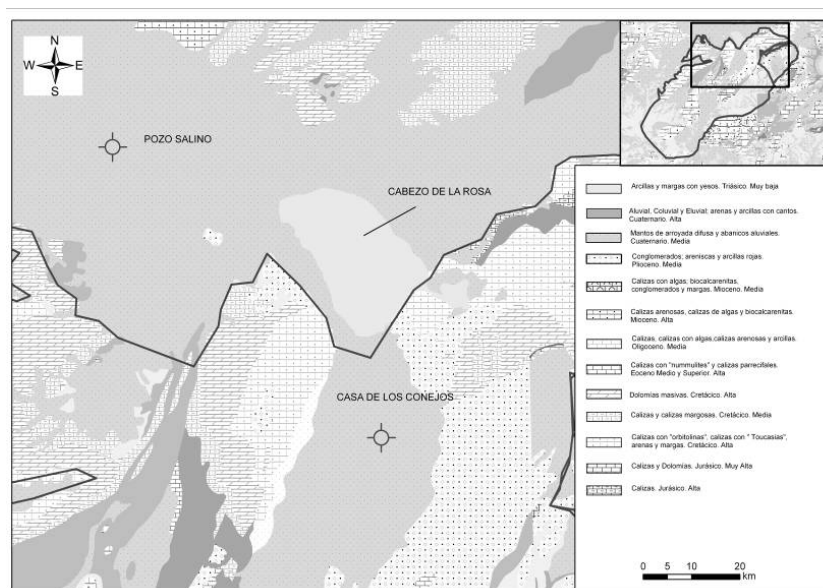 N
W E
S
POZO SALINO
CABEZO DE LA ROSA
CASA DE LOS CONEJOS
Arcillas y margas con yesos. Triásico. Muy baja
Aluvial, Coluvial y Eluvial; arenas y arcillas con cantos.
Cuaternario. Alta
Mantos de arroyada difusa y abanicos aluviales.
Cuaternario. Media
Conglomerados; areniscas y arcillas rojas.
Plioceno. Media
Calizas con algas; biocalcarenitas,
conglomerados y margas. Mioceno. Media
Calizas arenosas, calizas de algas y biocalcarenita.
Mioceno. Alta
Calizas, calizas con algas,calizas arenosas y arcillas.
Oligoceno. Media
Calizas con "nummulites" y calizas parrecifales.
Eoceno Medio y Superior. Alta
Dolomías masivas. Cretácico. Alta
Calizas y calizas margosas. Cretácico. Media
Calizas con "orbitolinas", calizas con " Toucasias",
arenas y margas. Cretácico. Alta
Calizas y Dolomías. Jurásico. Muy Alta
Calizas. Jurásico. Alta
0 5 10 20
km